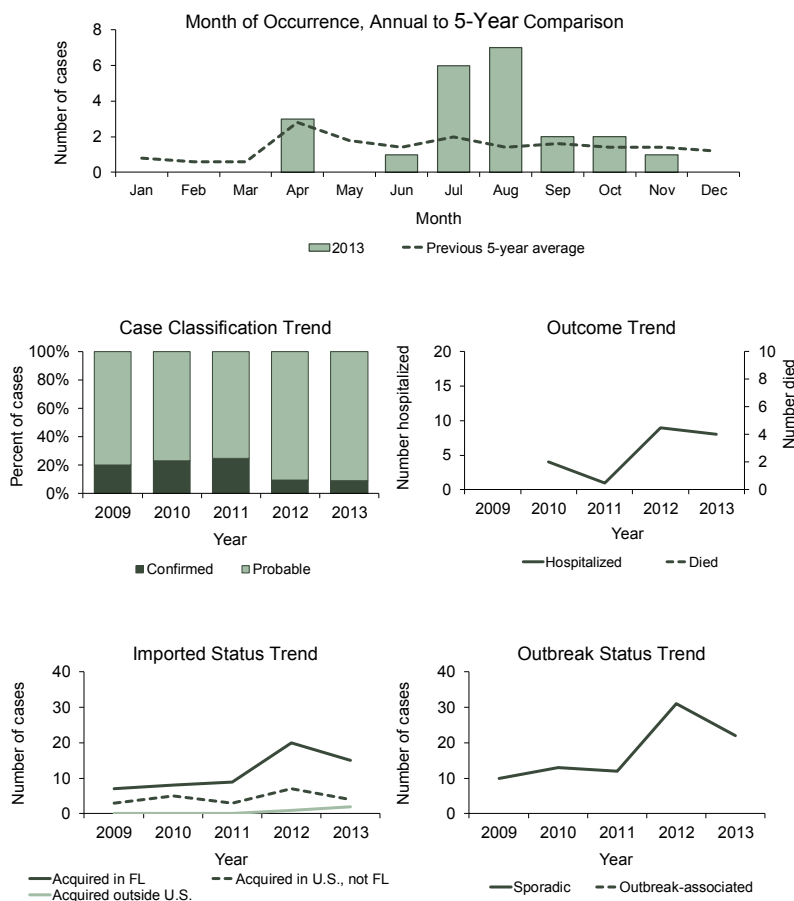 Month of Occurrence, Annual to 5-Year Comparison
Number of cases
8
6
4
2
0
Jan Feb Mar Apr May Jun Jul Aug Sep Oct Nov Dec
Month
2013 Previous 5-year average
Case Classification Trend
Percent of cases
100%
80%
60%
40%
20%
0%
2009 2010 2011 2012 2013
Year
Confirmed Probable
Outcome Trend
Number hospitalized
20
15
10
5
0
Number died
10
8
6
4
2
0
2009 2010 2011 2012 2013
Year
Hospitalized Died
Imported Status Trend
Number of cases
40
30
20
10
0
2009 2010 2011 2012 2013
Year
Acquired in FL Acquired in U.S., not FL
Acquired outside U.S.
Outbreak Status Trend
Number of cases
40
30
20
10
0
2009 2010 2011 2012 2013
Year
Sporadic Outbreak-associated